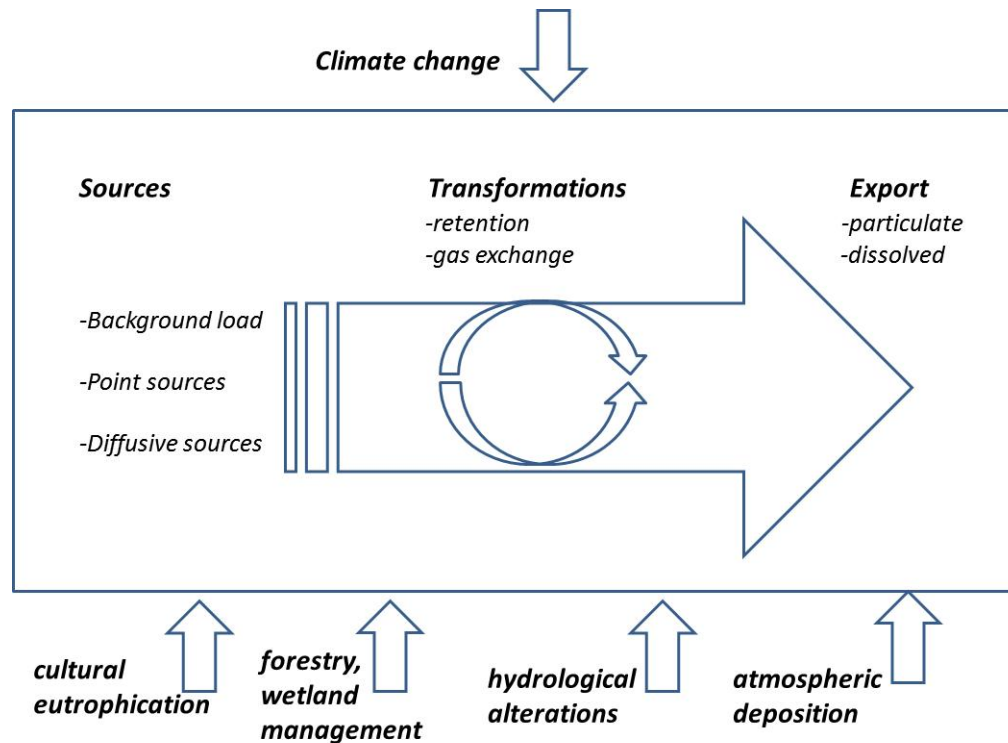 Climate change
Sources
Transformations
-retention
-gas exchange
Export
-particulate
-dissolved
-Background load
-Point sources
-Diffusive sources
cultural
eutrophication
forestry,
wetland
management
hydrological
alterations
atmospheric
deposition